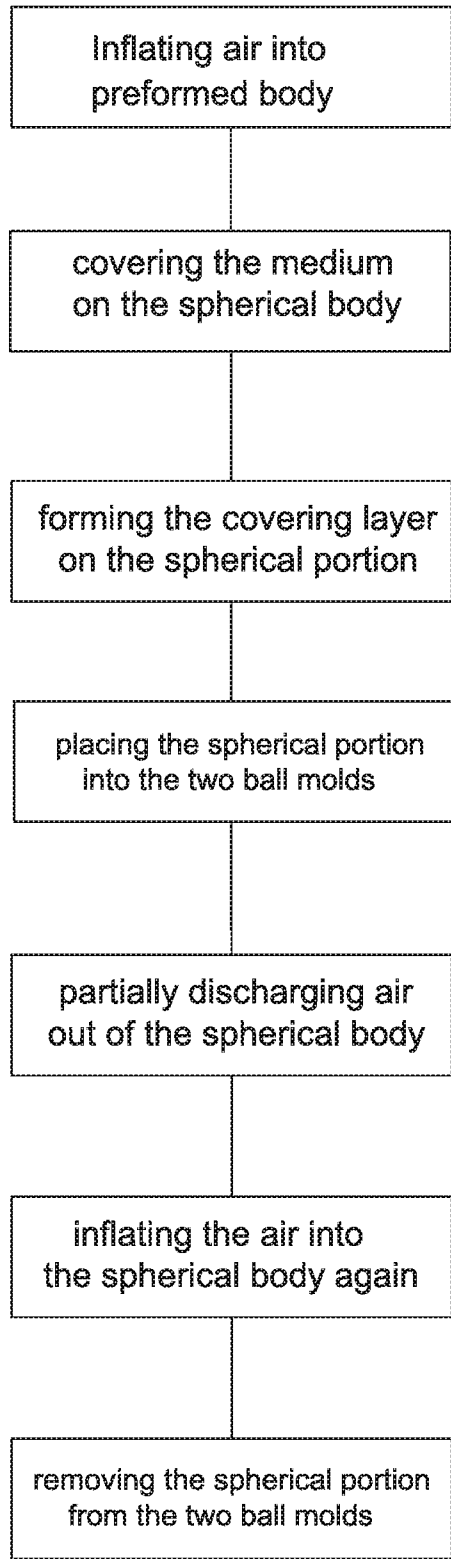 Inflating air into
preformed body
covering the medium
on the spherical body
forming the covering layer
on the spherical portion
placing the spherical portion
into the two ball molds
partially discharging air
out of the spherical body
inflating the air into
the spherical body again
removing the spherical portion
from the two ball molds